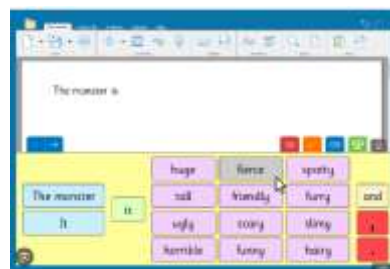 The monster is
huge fierce spotty
The monster tall friendly furry and
It is ugly scary slimy ,
horrible funny hairy .